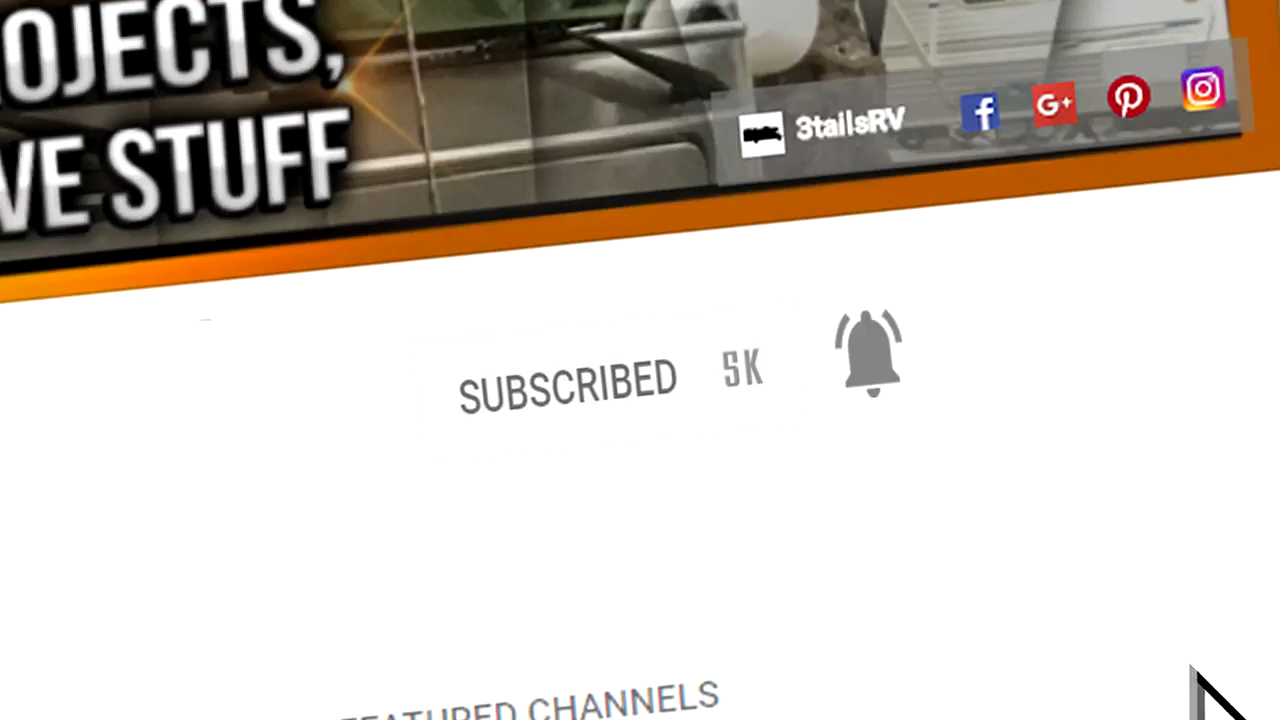 OJECTS,
VE STUFF
3tailsRV
G+
SUBSCRIBED 5K
FEATURED CHANNELS